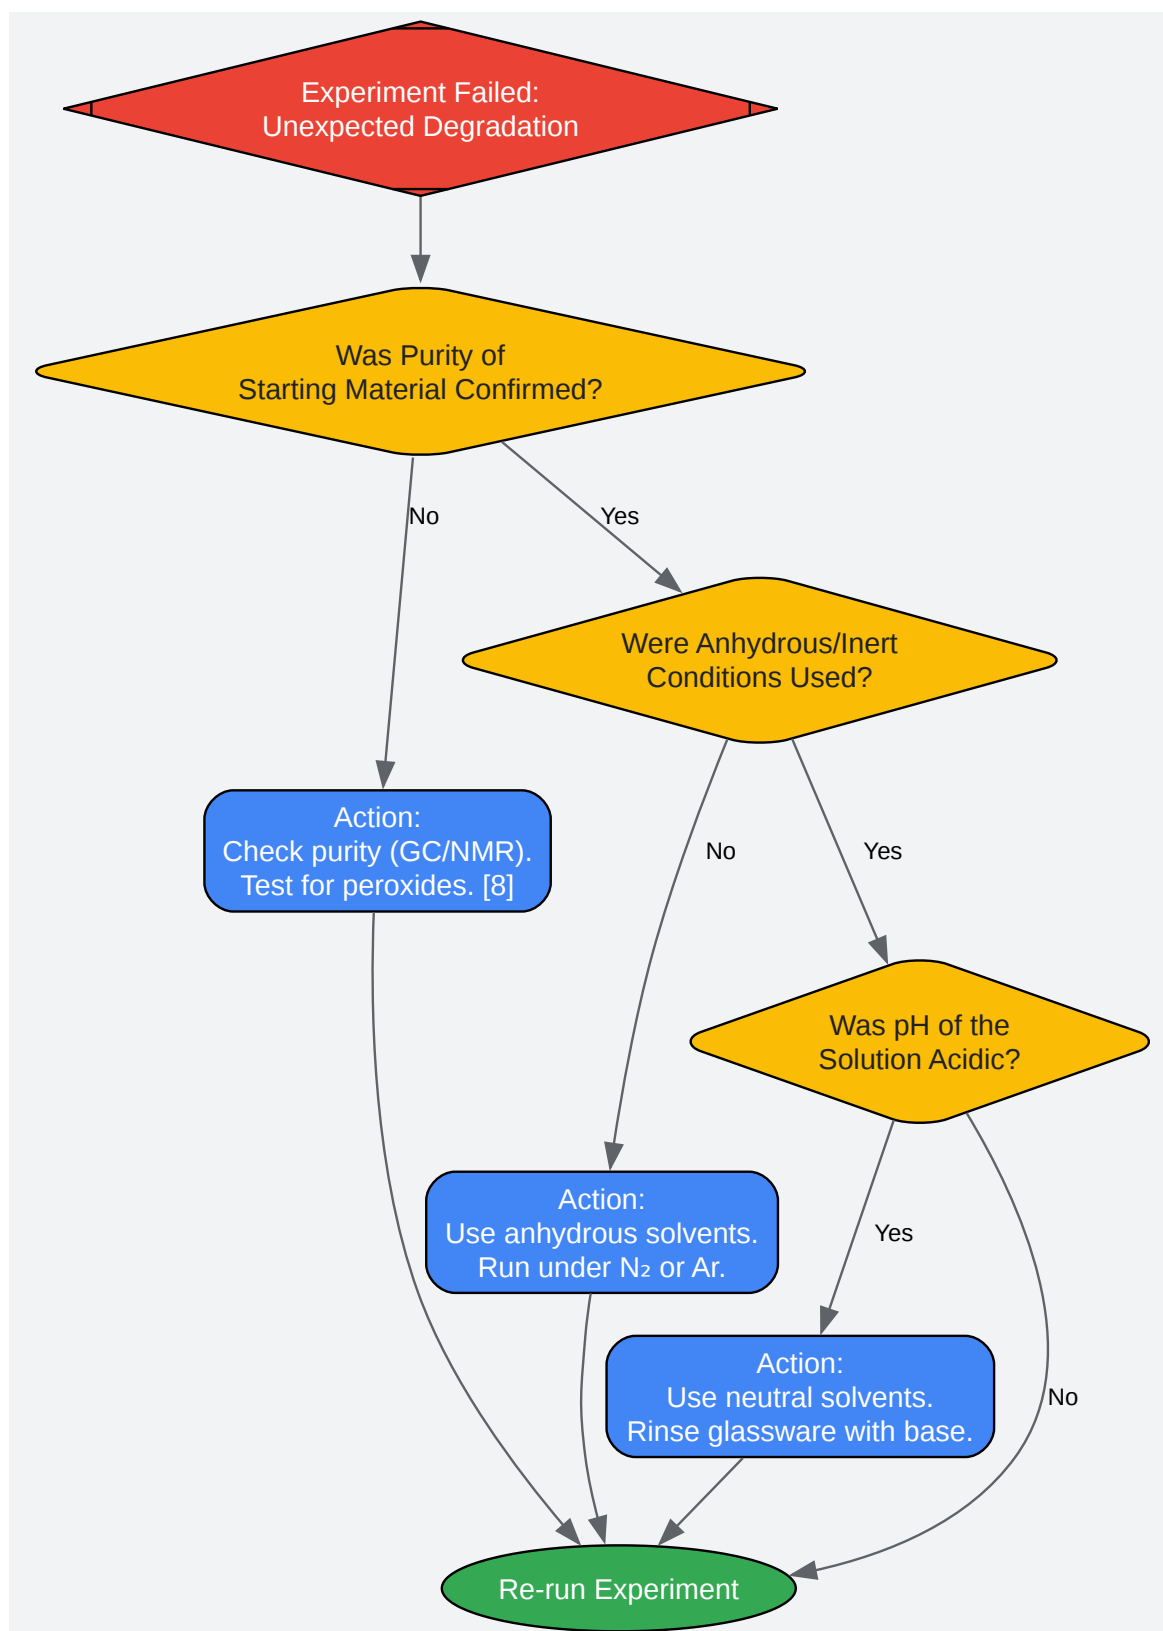 Experiment Failed:
Unexpected Degradation
Was Purity of
Starting Material Confirmed?
No
Yes
Were Anhydrous/Inert
Conditions Used?
Action:
Check purity (GC/NMR).
Test for peroxides. [8]
No
Yes
Was pH of the
Solution Acidic?
Action:
Use anhydrous solvents.
Run under N₂ or Ar.
Yes
Action:
Use neutral solvents.
Rinse glassware with base.
No
Re-run Experiment